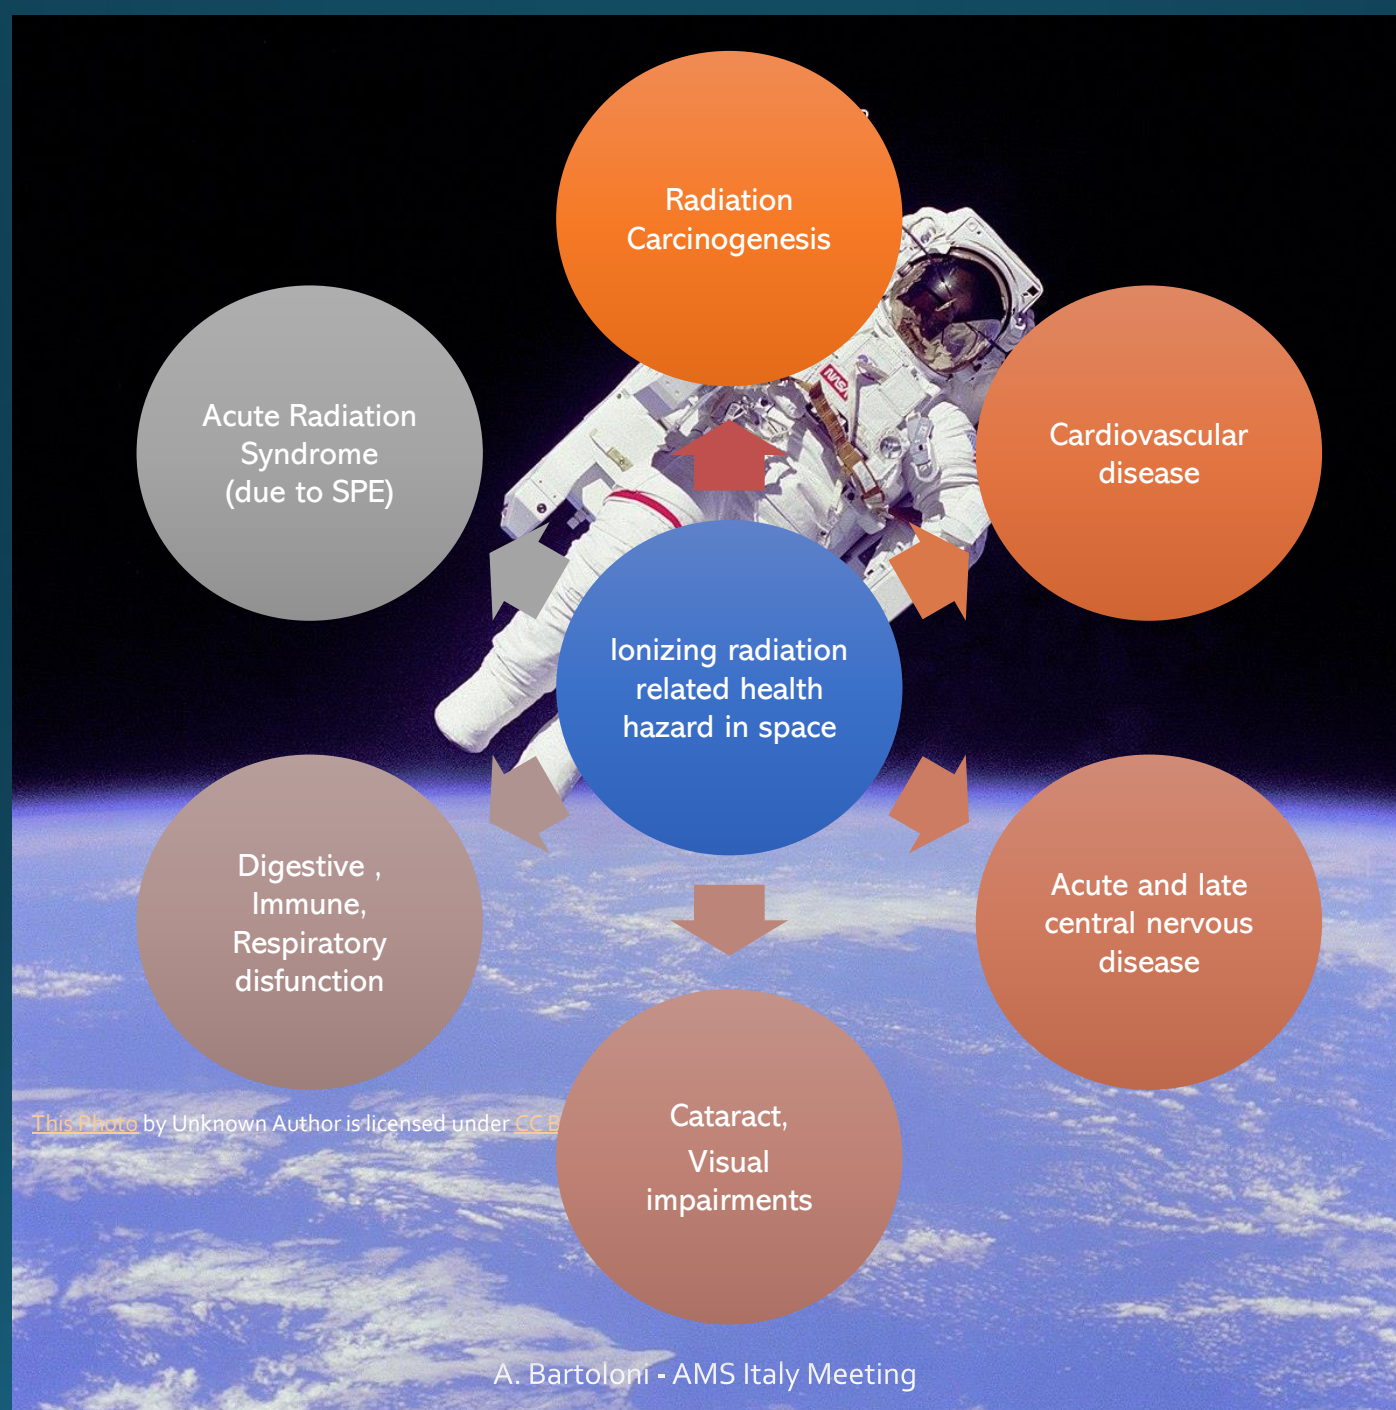 Radiation
Carcinogenesis
Acute Radiation
Syndrome
(due to SPE)
Cardiovascular
disease
NASA
Ionizing radiation
related health
hazard in space
Digestive ,
Immune,
Respiratory
disfunction
Acute and late
central nervous
disease
This Photo by Unknown Author is licensed under CC B
Cataract,
Visual
impairments
A. Bartoloni - AMS Italy Meeting